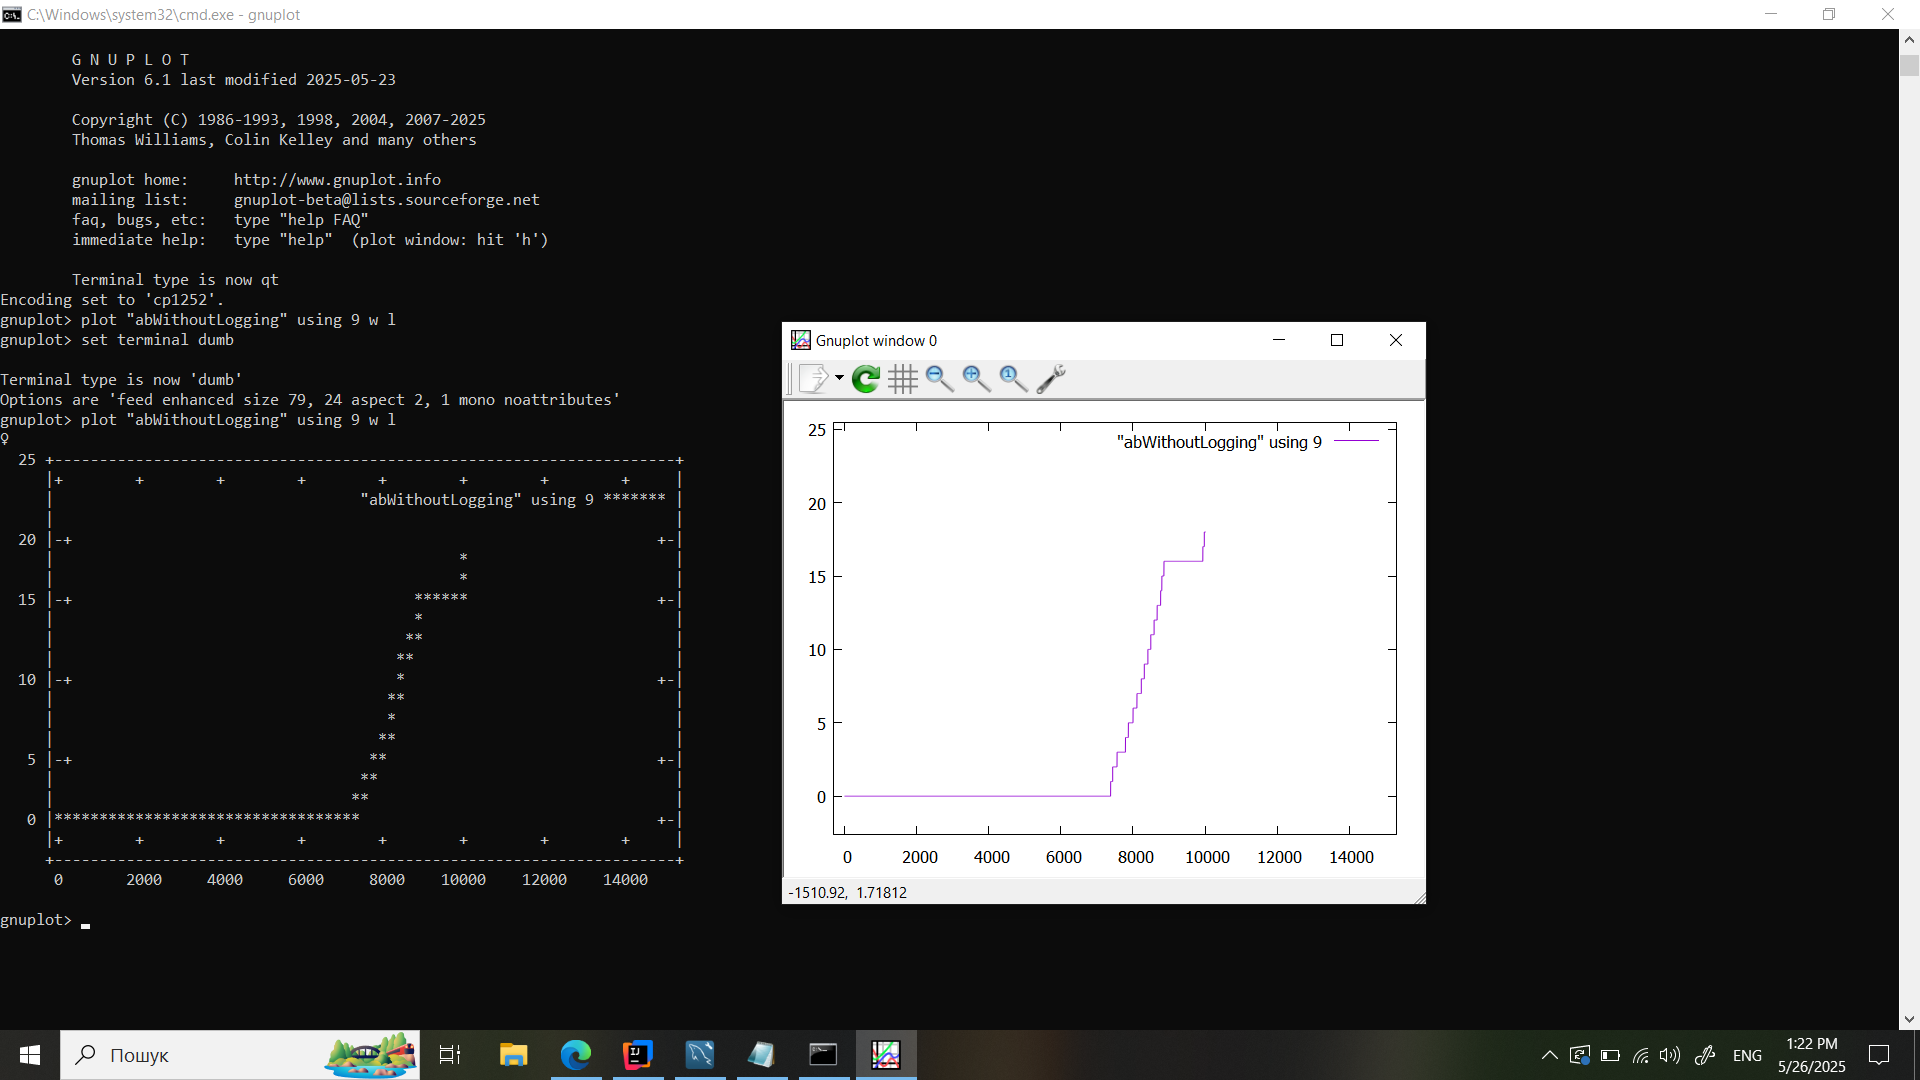 C:\Windows\system32\cmd.exe - gnuplot
G N U P L O T
Version 6.1 last modified 2025-05-23
Copyright (C) 1986-1993, 1998, 2004, 2007-2025
Thomas Williams, Colin Kelley and many others
gnuplot home:     http://www.gnuplot.info
mailing list:     gnuplot-beta@lists.sourceforge.net
faq, bugs, etc:   type "help FAQ"
immediate help:   type "help"  (plot window: hit 'h')
Terminal type is now qt
Encoding set to 'cp1252'.
gnuplot> plot "abWithoutLogging" using 9 w l
gnuplot> set terminal dumb
Terminal type is now 'dumb'
Options are 'feed enhanced size 79, 24 aspect 2, 1 mono noattributes'
gnuplot> plot "abWithoutLogging" using 9 w l
♀
25
"abWithoutLogging" using 9 *******
20
15
10
5
0
0 2000 4000 6000 8000 10000 12000 14000
gnuplot>
Gnuplot window 0
25
"abWithoutLogging" using 9
20
15
10
5
0
0 2000 4000 6000 8000 10000 12000 14000
-1510.92,  1.71812
Пошук
ENG
1:22 PM
5/26/2025